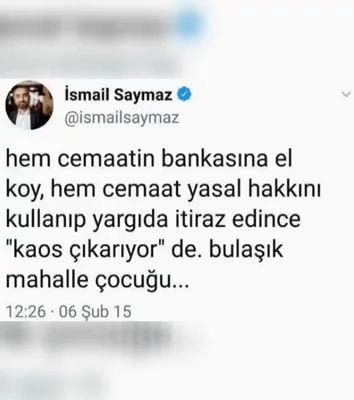 İsmail Saymaz
@ismailsaymaz
hem cemaatin bankasına el
koy, hem cemaat yasal hakkını
kullanıp yargıda itiraz edince
"kaos çıkarıyor" de. bulaşık
mahalle çocuğu...
12:26 · 06 Şub 15